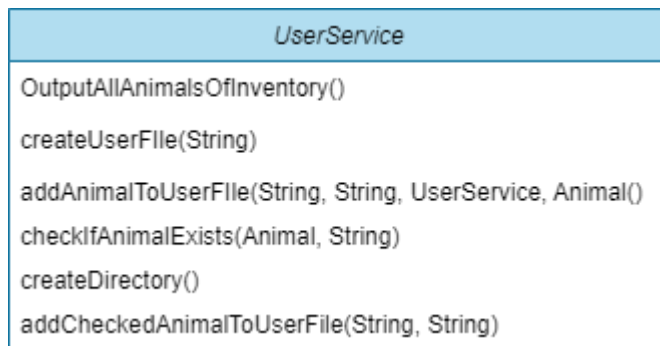 UserService
OutputAllAnimalsOfInventory()
createUserFIle(String)
addAnimalToUserFIle(String, String, UserService, Animal()
checkIfAnimalExists(Animal, String)
createDirectory()
addCheckedAnimalToUserFile(String, String)